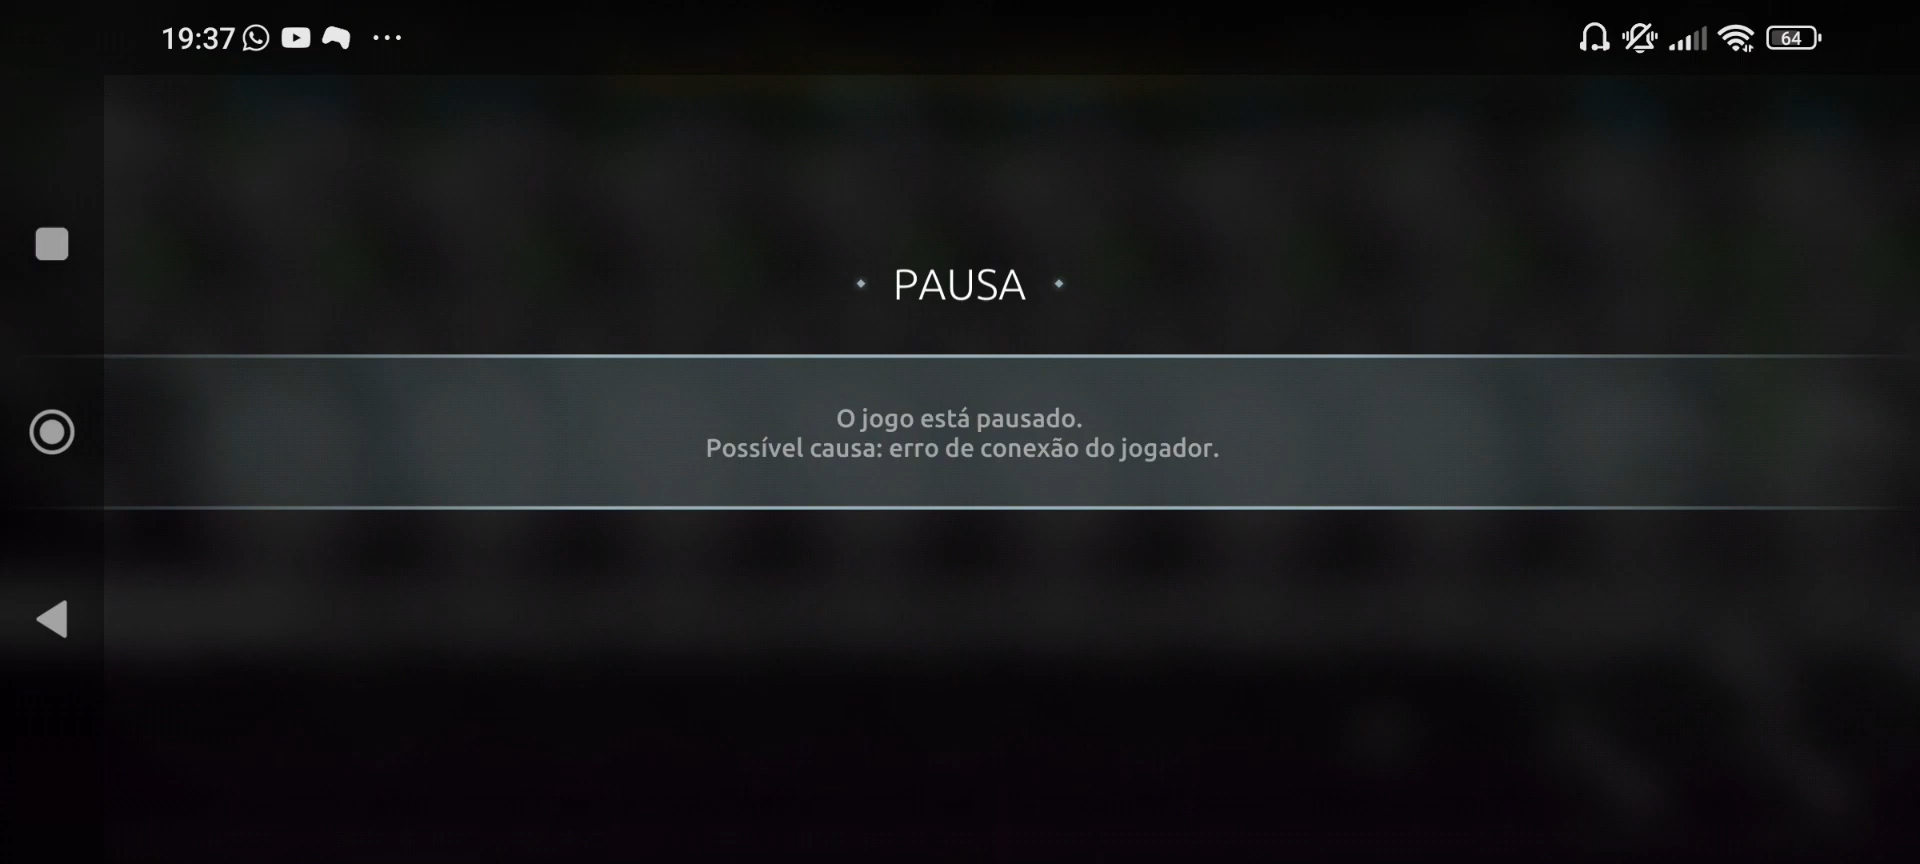 19:37
64
PAUSA
O jogo está pausado.
Possível causa: erro de conexão do jogador.